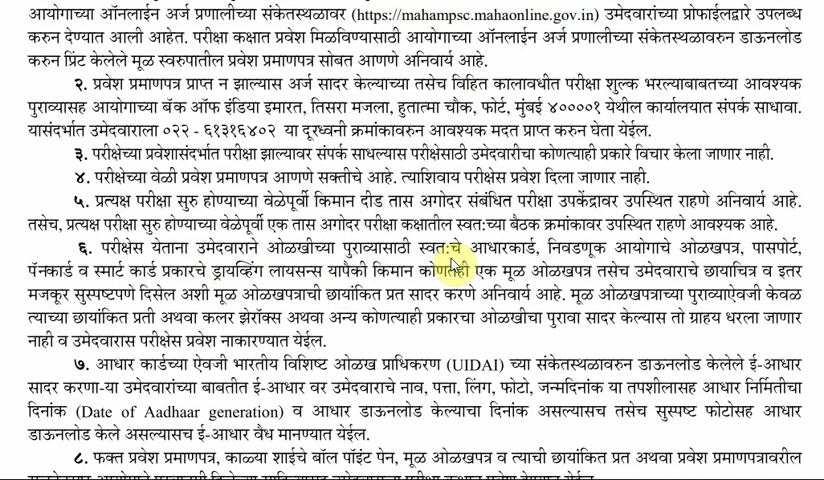 आयोगाच्या ऑनलाईन अर्ज प्रणालीच्या संकेतस्थळावर (https://mahampsc.mahaonline.gov.in) उमेदवारांच्या प्रोफाईलद्वारे उपलब्ध
करुन देण्यात आली आहेत. परीक्षा कक्षात प्रवेश मिळविण्यासाठी आयोगाच्या ऑनलाईन अर्ज प्रणालीच्या संकेतस्थळावरुन डाऊनलोड
करुन प्रिंट केलेले मूळ स्वरुपातील प्रवेश प्रमाणपत्र सोबत आणणे अनिवार्य आहे.
२. प्रवेश प्रमाणपत्र प्राप्त न झाल्यास अर्ज सादर केल्याच्या तसेच विहित कालावधीत परीक्षा शुल्क भरल्याबाबतच्या आवश्यक
पुराव्यासह आयोगाच्या बॅक ऑफ इंडिया इमारत, तिसरा मजला, हुतात्मा चौक, फोर्ट, मुंबई ४००००१ येथील कार्यालयात संपर्क साधावा.
यासंदर्भात उमेदवाराला ०२२ - ६१३१६४०२ या दूरध्वनी क्रमांकावरुन आवश्यक मदत प्राप्त करुन घेता येईल.
३. परीक्षेच्या प्रवेशासंदर्भात परीक्षा झाल्यावर संपर्क साधल्यास परीक्षेसाठी उमेदवारीचा कोणत्याही प्रकारे विचार केला जाणार नाही.
४. परीक्षेच्या वेळी प्रवेश प्रमाणपत्र आणणे सक्तीचे आहे. त्याशिवाय परीक्षेस प्रवेश दिला जाणार नाही.
५. प्रत्यक्ष परीक्षा सुरु होण्याच्या वेळेपूर्वी किमान दीड तास अगोदर संबंधित परीक्षा उपकेंद्रावर उपस्थित राहणे अनिवार्य आहे.
तसेच, प्रत्यक्ष परीक्षा सुरु होण्याच्या वेळेपूर्वी एक तास अगोदर परीक्षा कक्षातील स्वत:च्या बैठक क्रमांकावर उपस्थित राहणे आवश्यक आहे.
६. परीक्षेस येताना उमेदवाराने ओळखीच्या पुराव्यासाठी स्वत:चे आधारकार्ड, निवडणूक आयोगाचे ओळखपत्र, पासपोर्ट,
पॅनकार्ड व स्मार्ट कार्ड प्रकारचे ड्रायव्हिंग लायसन्स यापैकी किमान कोणतेही एक मूळ ओळखपत्र तसेच उमेदवाराचे छायाचित्र व इतर
मजकूर सुस्पष्टपणे दिसेल अशी मूळ ओळखपत्राची छायांकित प्रत सादर करणे अनिवार्य आहे. मूळ ओळखपत्राच्या पुराव्याऐवजी केवळ
त्याच्या छायांकित प्रती अथवा कलर झेरॉक्स अथवा अन्य कोणत्याही प्रकारचा ओळखीचा पुरावा सादर केल्यास तो ग्राहय धरला जाणार
नाही व उमेदवारास परीक्षेस प्रवेश नाकारण्यात येईल.
७. आधार कार्डच्या ऐवजी भारतीय विशिष्ट ओळख प्राधिकरण (UIDAI) च्या संकेतस्थळावरुन डाऊनलोड केलेले ई-आधार
सादर करणा-या उमेदवारांच्या बाबतीत ई-आधार वर उमेदवाराचे नाव, पत्ता, लिंग, फोटो, जन्मदिनांक या तपशीलासह आधार निर्मितीचा
दिनांक (Date of Aadhaar generation) व आधार डाऊनलोड केल्याचा दिनांक असल्यासच तसेच सुस्पष्ट फोटोसह आधार
डाऊनलोड केले असल्यासच ई-आधार वैध मानण्यात येईल.
८. फक्त प्रवेश प्रमाणपत्र, काळ्या शाईचे बॉल पॉइंट पेन, मूळ ओळखपत्र व त्याची छायांकित प्रत अथवा प्रवेश प्रमाणपत्रावरील